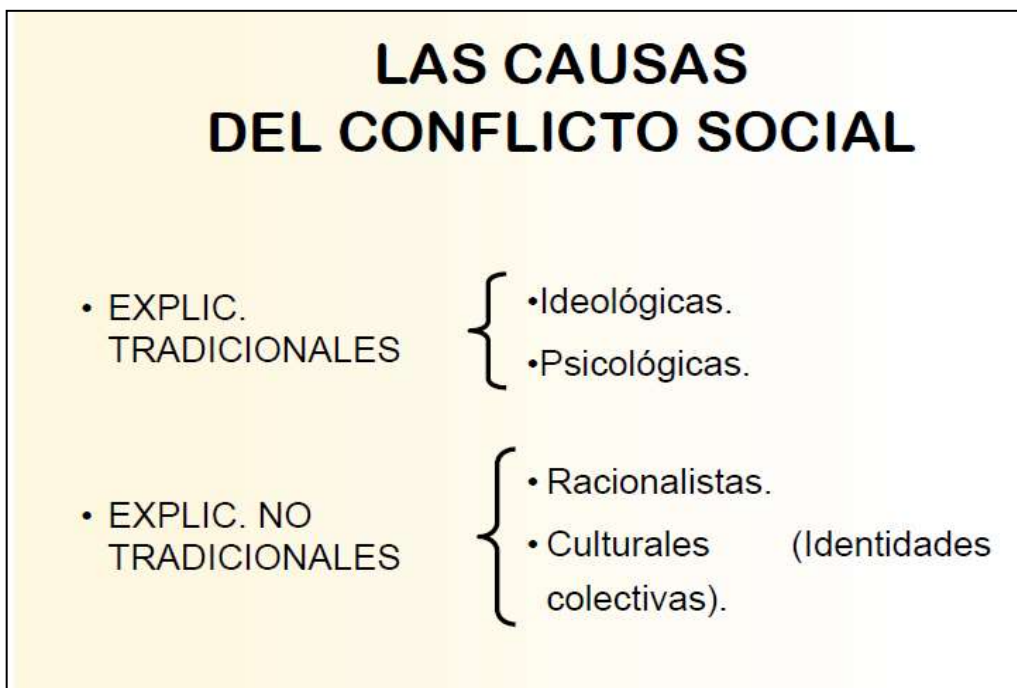 LAS CAUSAS
DEL CONFLICTO SOCIAL
• EXPLIC.
TRADICIONALES
•Ideológicas.
•Psicológicas.
• EXPLIC. NO
TRADICIONALES
• Racionalistas.
• Culturales (Identidades
colectivas).